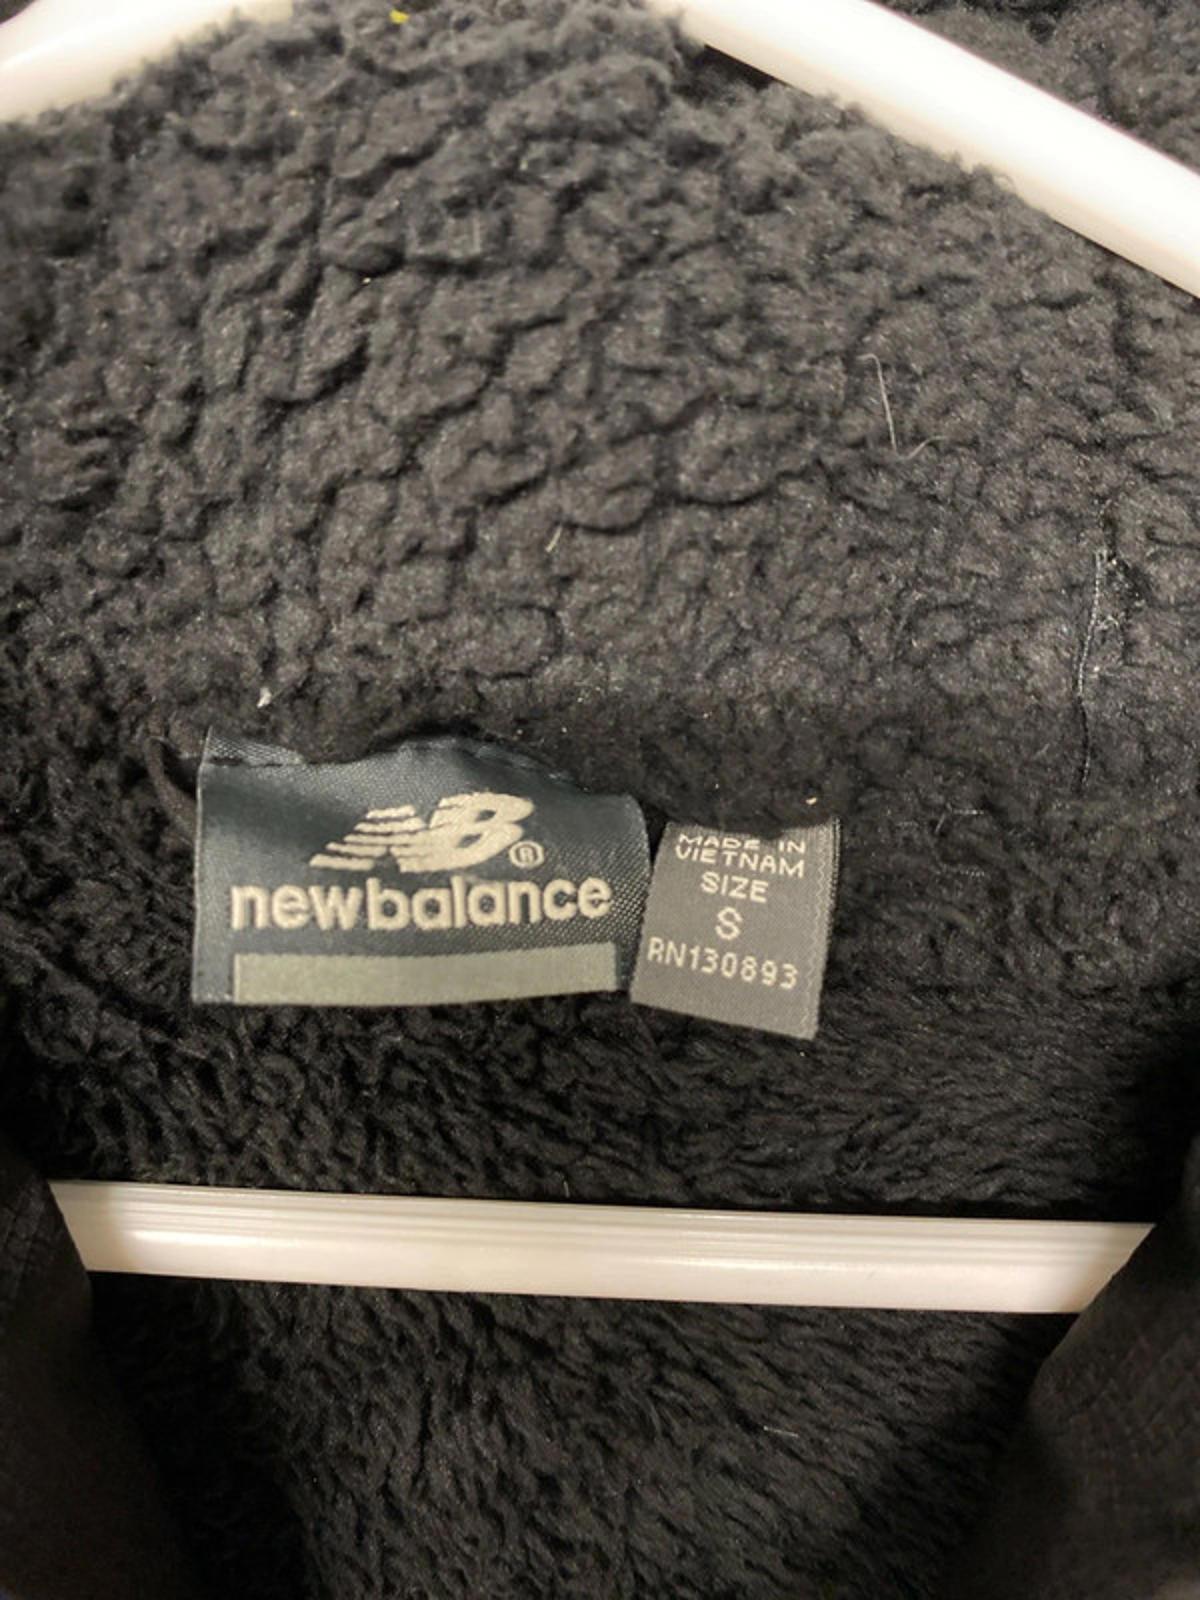 NB®
newbalance
MADE IN
VIETNAM
SIZE
S
RN130893